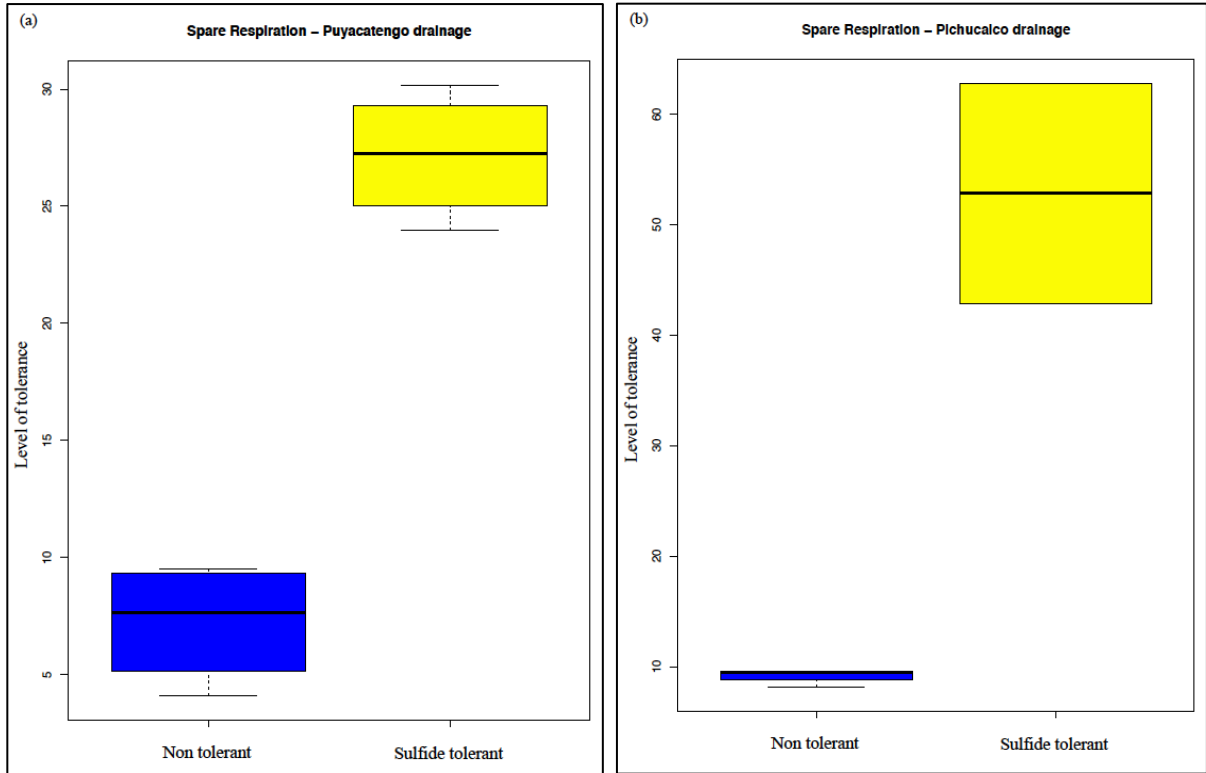 (a)
Spare Respiration – Puyacatengo drainage
Level of tolerance
30
25
20
15
10
5
Non tolerant
Sulfide tolerant
(b)
Spare Respiration – Pichucalco drainage
Level of tolerance
60
50
40
30
20
10
Non tolerant
Sulfide tolerant